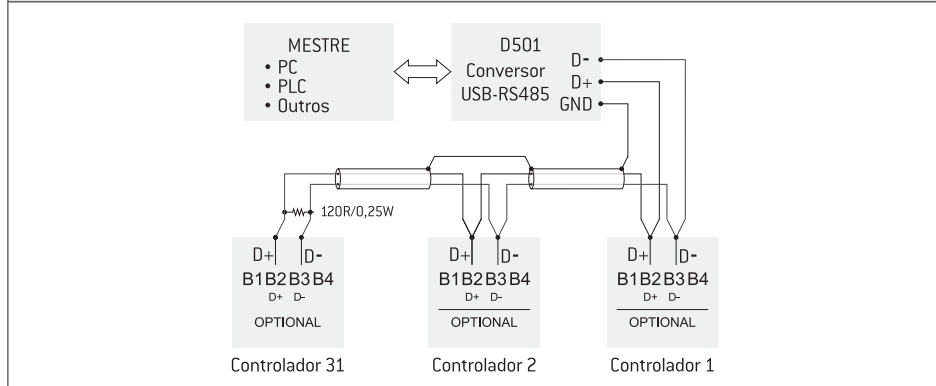 MESTRE
• PC
• PLC
• Outros
D501
Conversor
USB-RS485
D-
D+
GND
120R/0,25W
D+ D-
B1B2B3B4
D+ D-
OPTIONAL
Controlador 31
D+ D-
B1B2B3B4
D+ D-
OPTIONAL
Controlador 2
D+ D-
B1B2B3B4
D+ D-
OPTIONAL
Controlador 1